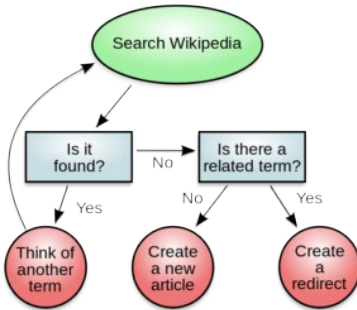 Search Wikipedia
Is it
found?
No
Is there a
related term?
Yes
No
Yes
Think of
another
term
Create
a new
article
Create
a
redirect